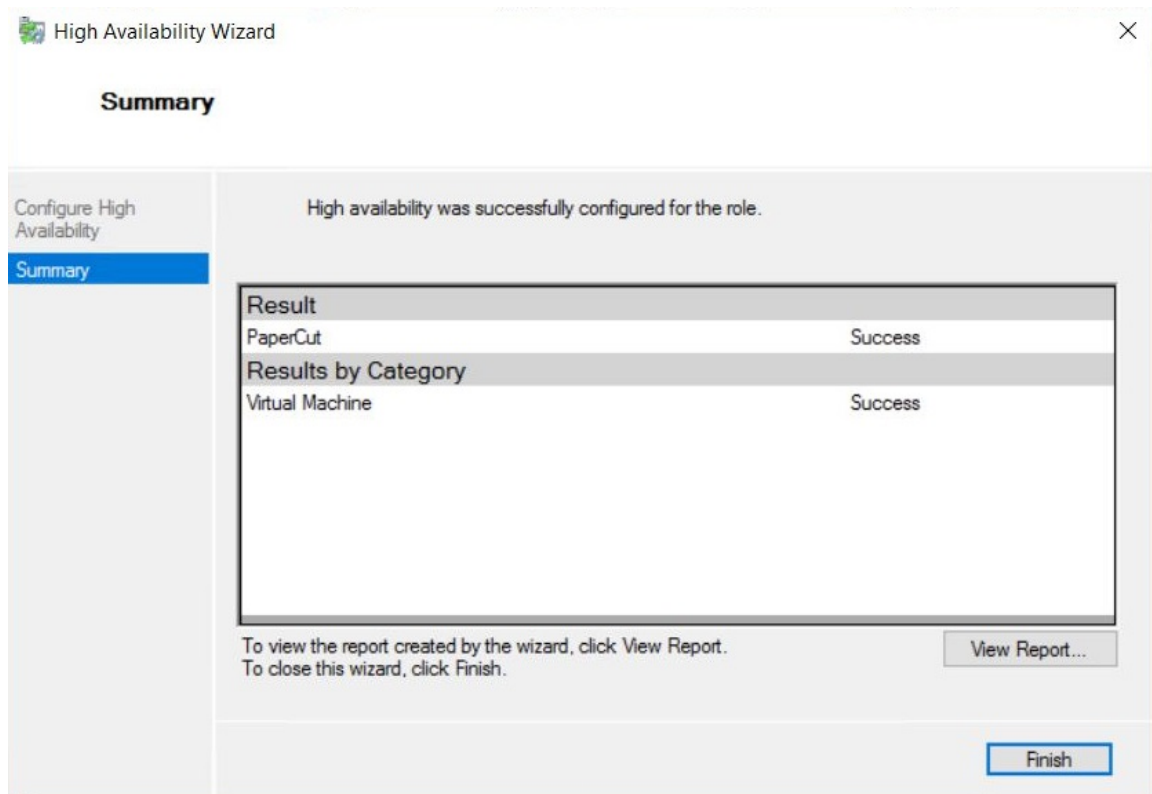 High Availability Wizard
Summary
Configure High
Availability
Summary
High availability was successfully configured for the role.
Result
PaperCut Success
Results by Category
Virtual Machine Success
To view the report created by the wizard, click View Report.
To close this wizard, click Finish.
View Report...
Finish